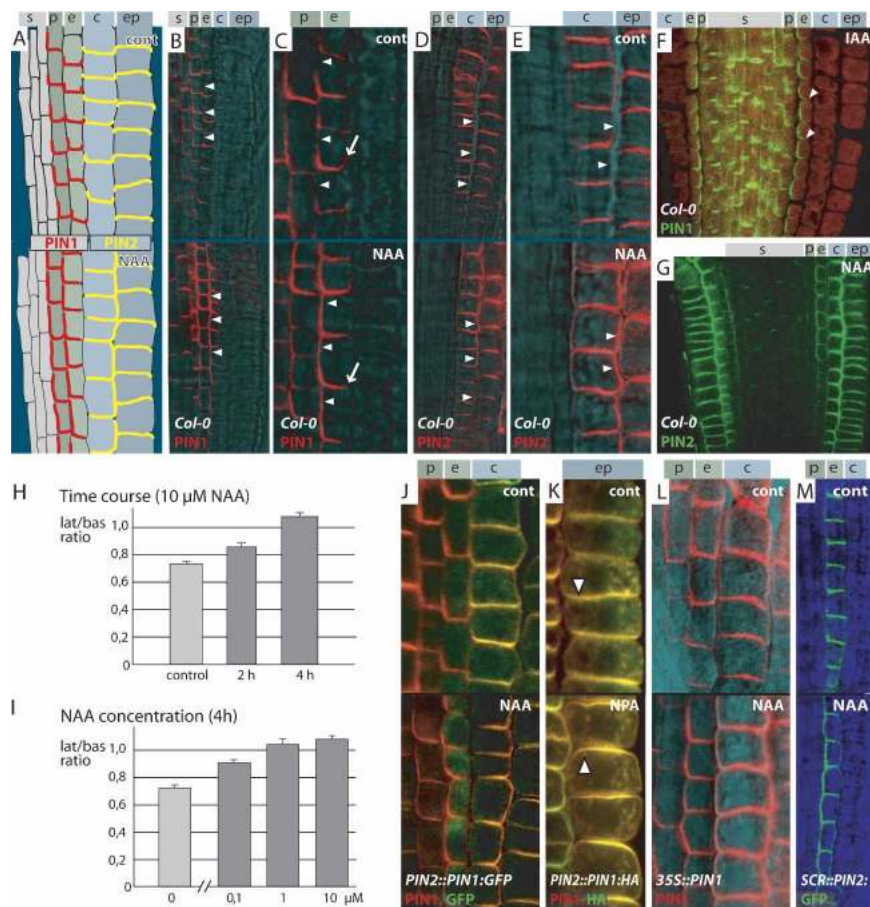 s p e c ep
A
cont
PIN1 PIN2
NAA
s p e c ep
B
Col-0
PIN1
p e
C cont
NAA
Col-0
PIN1
p e c ep
D
Col-0
PIN2
c ep
E cont
NAA
Col-0
PIN2
c e p s p e c ep
F IAA
Col-0
PIN1
s p e c ep
G NAA
Col-0
PIN2
H Time course (10 µM NAA)
lat/bas
ratio
1,0
0,8
0,6
0,4
0,2
0
control 2 h 4 h
I NAA concentration (4h)
lat/bas
ratio
1,0
0,8
0,6
0,4
0,2
0
0 0,1 1 10 µM
p e c
J cont
NAA
PIN2::PIN1:GFP
PIN1, GFP
ep
K cont
NPA
PIN2::PIN1:HA
PIN1 HA
p e c
L cont
NAA
35S::PIN1
PIN1
p e c
M cont
NAA
SCR::PIN2:
GFP